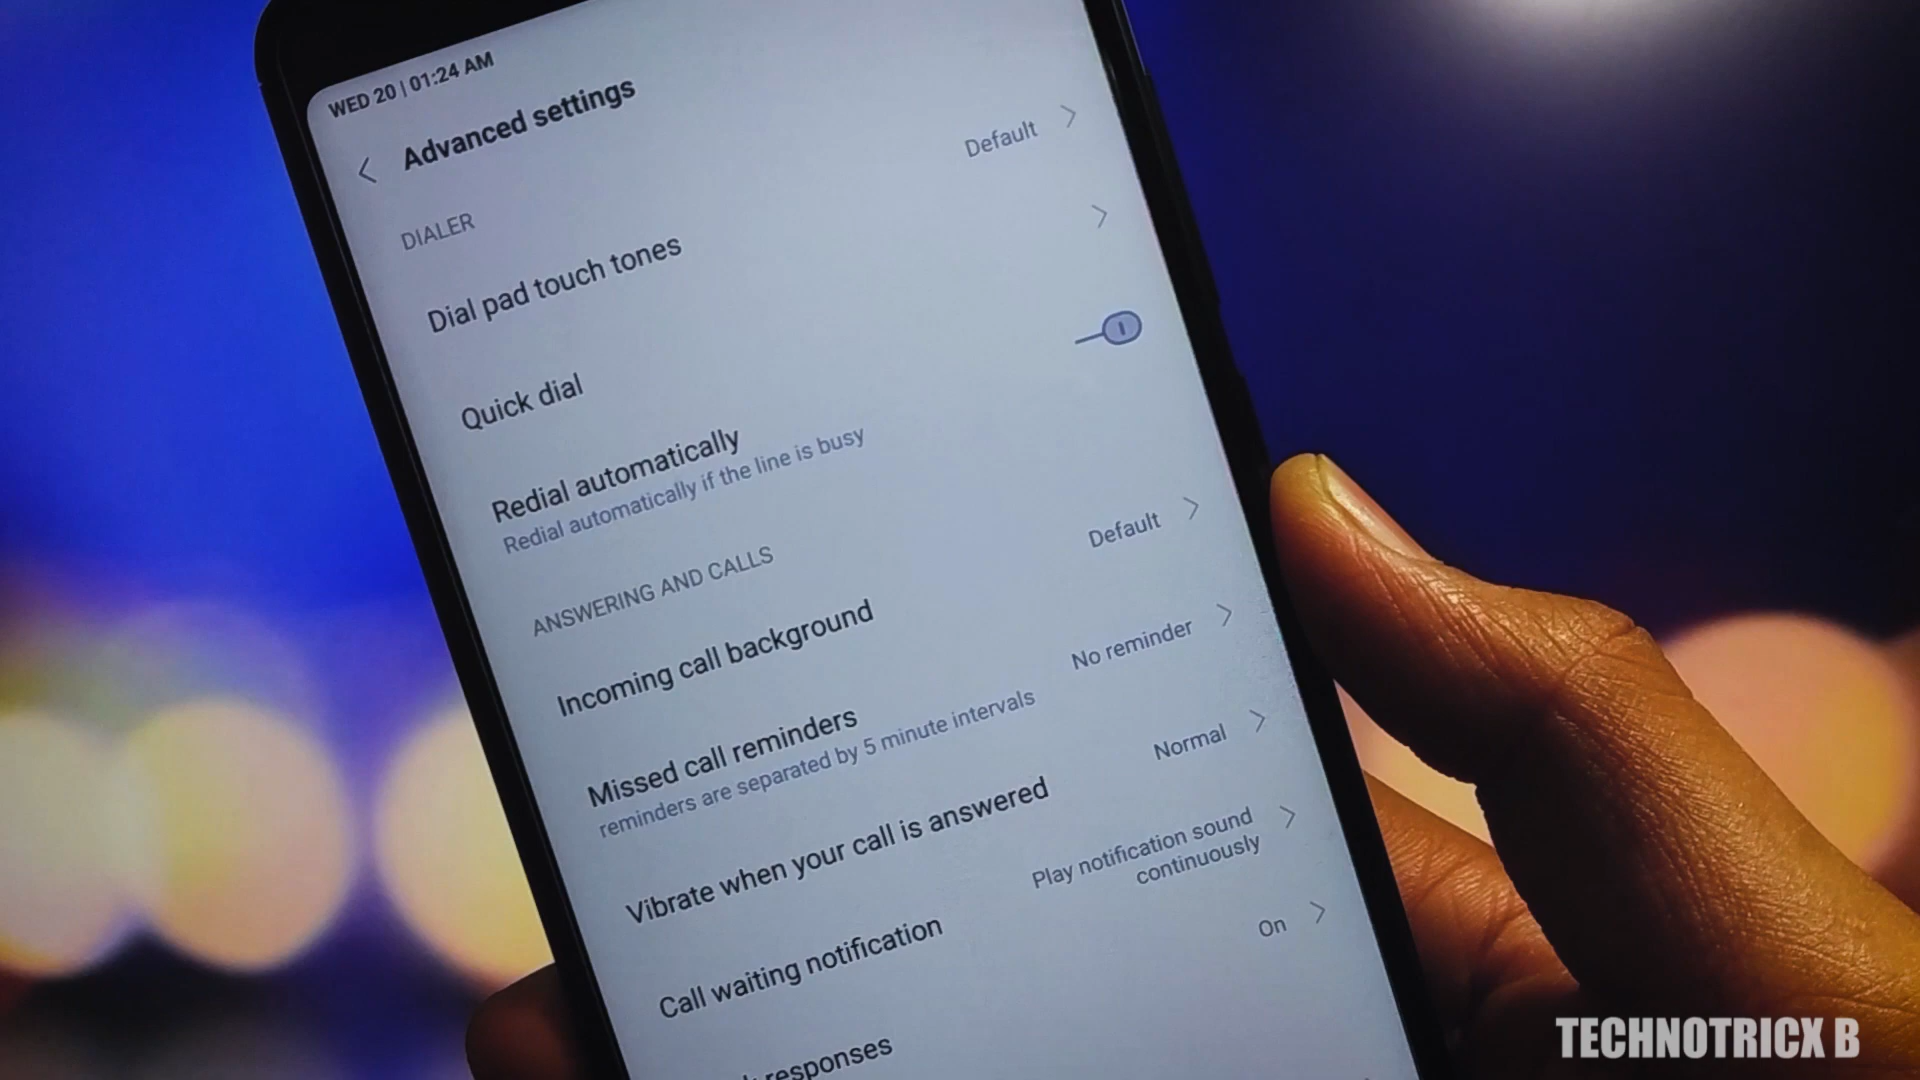 WED 20 | 01:24 AM
Advanced settings
DIALER
Dial pad touch tones
Default
Quick dial
Redial automatically
Redial automatically if the line is busy
ANSWERING AND CALLS
Incoming call background
Default
Missed call reminders
reminders are separated by 5 minute intervals
No reminder
Vibrate when your call is answered
Normal
Call waiting notification
Play notification sound
continuously
responses
On
TECHNOTRICX B